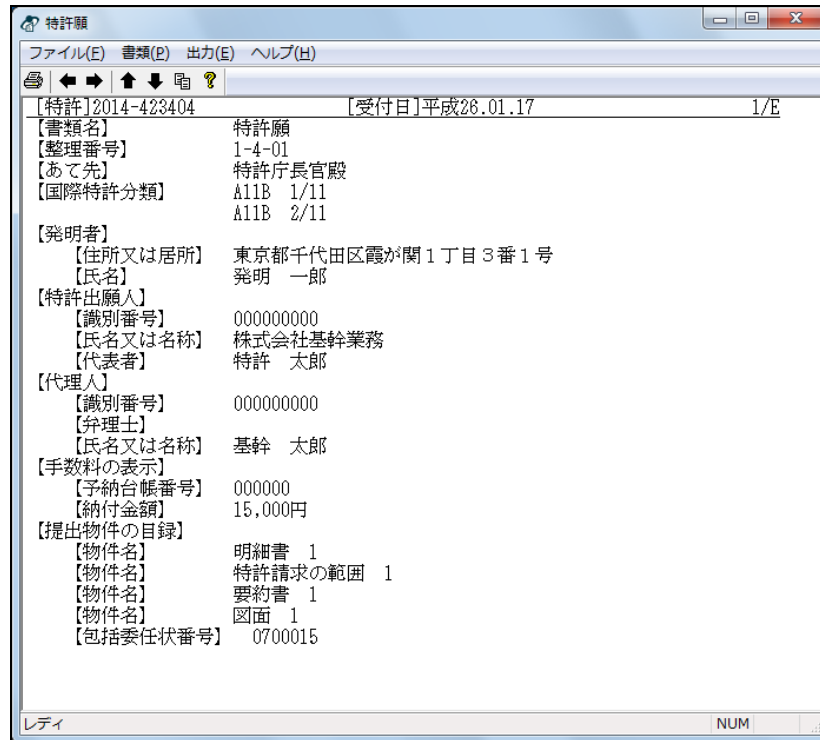 特許願
ファイル(F) 書類(P) 出力(E) ヘルプ(H)
[特許]2014-423404 [受付日]平成26.01.17 1/E
【書類名】 特許願
【整理番号】 1-4-01
【あて先】 特許庁長官殿
【国際特許分類】 A11B 1/11
A11B 2/11
【発明者】
【住所又は居所】 東京都千代田区霞が関1丁目3番1号
【氏名】 発明 一郎
【特許出願人】
【識別番号】 000000000
【氏名又は名称】 株式会社基幹業務
【代表者】 特許 太郎
【代理人】
【識別番号】 000000000
【弁理士】
【氏名又は名称】 基幹 太郎
【手数料の表示】
【予納台帳番号】 000000
【納付金額】 15,000円
【提出物件の目録】
【物件名】 明細書 1
【物件名】 特許請求の範囲 1
【物件名】 要約書 1
【物件名】 図面 1
【包括委任状番号】 0700015
レディ NUM